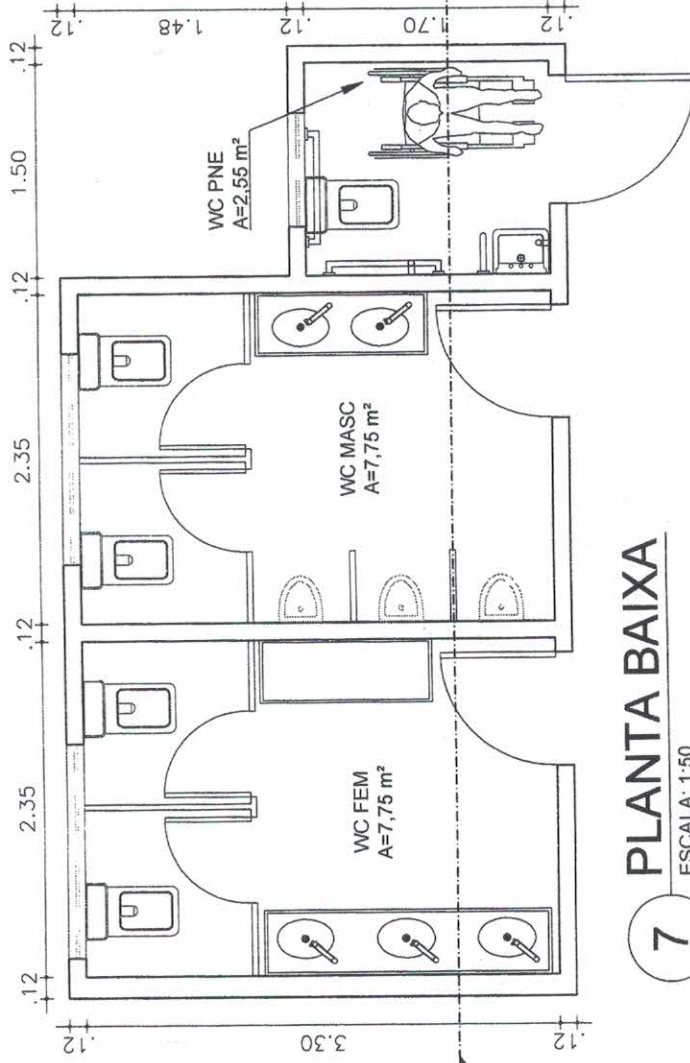 .12
2.35
.12
2.35
.12
1.50
.12
.12
3.30
.12
.12
1.48
.12
1.70
.12
WC FEM
A=7,75 m²
WC MASC
A=7,75 m²
WC PNE
A=2,55 m²
7
PLANTA BAIXA
ESCALA: 1:50